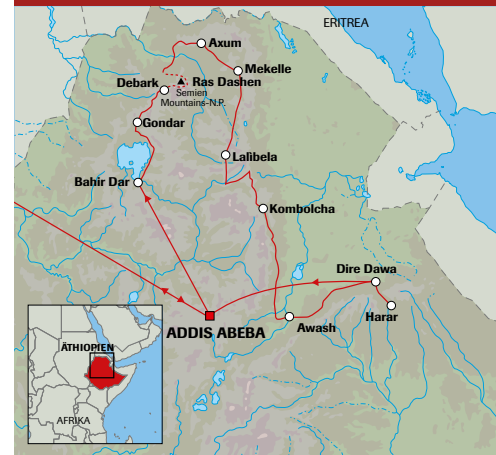 ERITREA
Axum
Mekelle
Debark
Ras Dashen
Semien
Mountains-N.P.
Gondar
Lalibela
Bahir Dar
Kombolcha
Dire Dawa
ADDIS ABEBA
Awash
Harar
ÄTHIOPIEN
AFRIKA